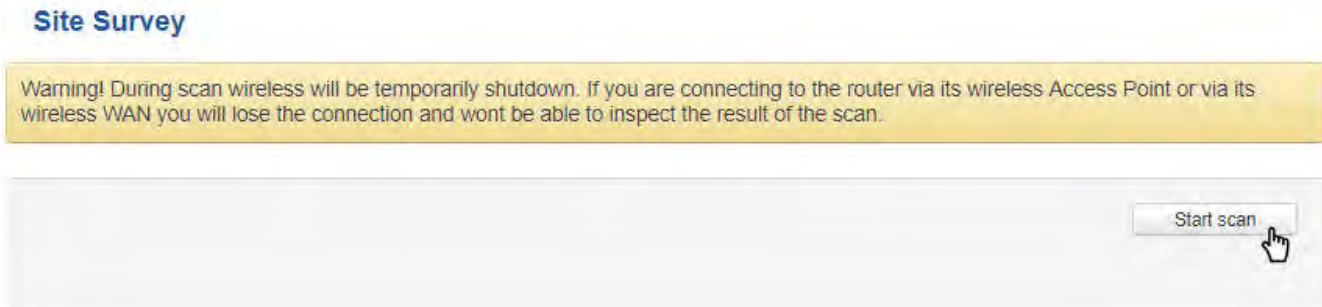 Site Survey
Warning! During scan wireless will be temporarily shutdown. If you are connecting to the router via its wireless Access Point or via its
wireless WAN you will lose the connection and wont be able to inspect the result of the scan.
Start scan